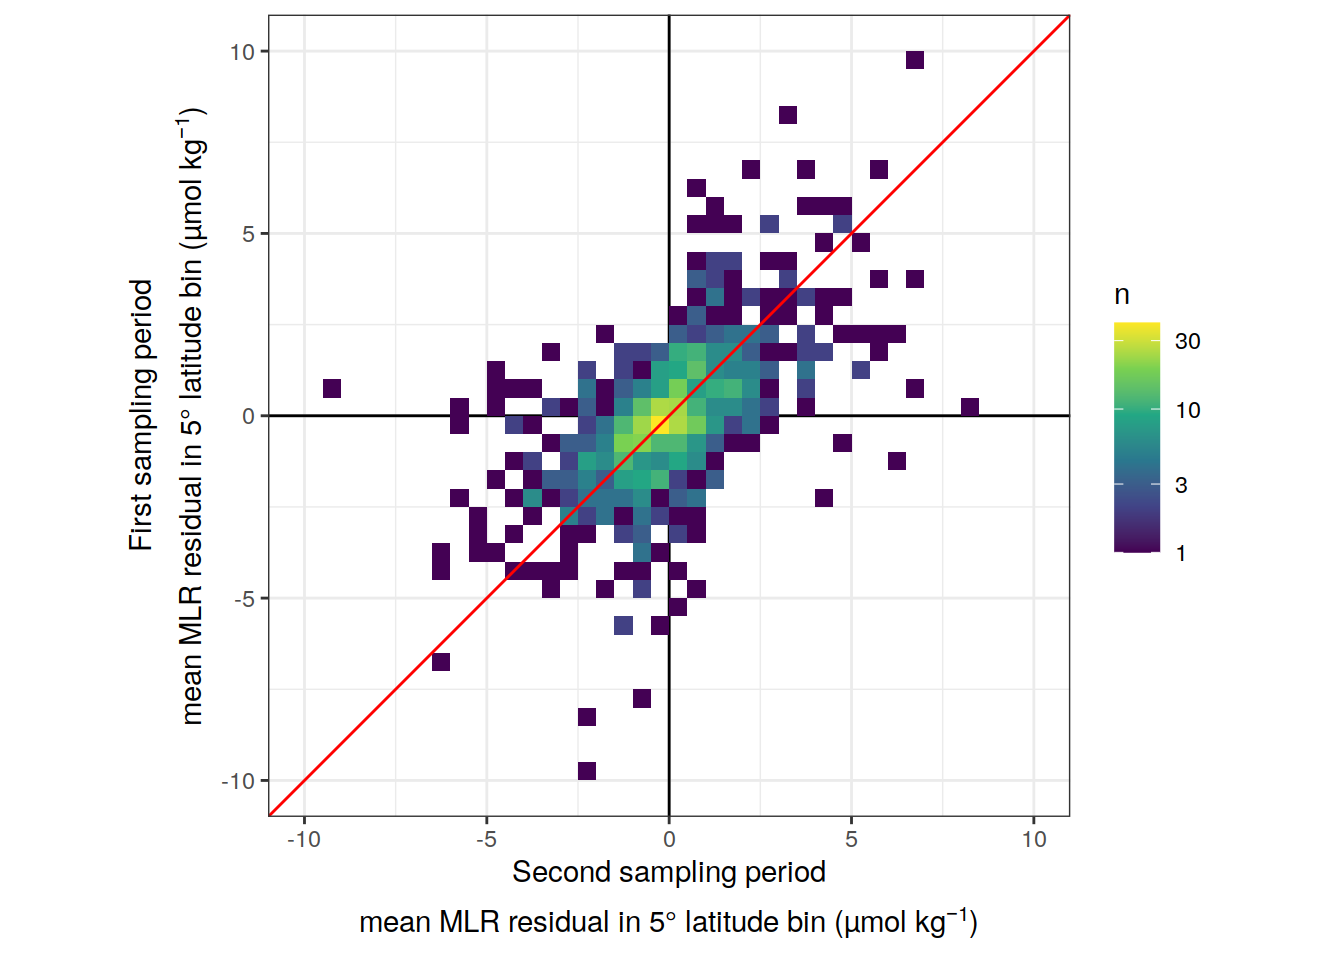 First sampling period
mean MLR residual in 5° latitude bin (µmol kg⁻¹)
10
5
0
-5
-10
-10
-5
0
5
10
Second sampling period
mean MLR residual in 5° latitude bin (µmol kg⁻¹)
n
30
10
3
1